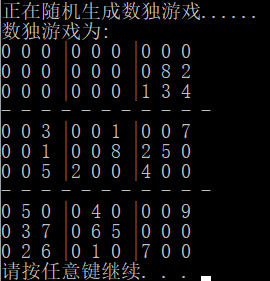 正在随机生成数独游戏......
数独游戏为:
0 0 0 |0 0 0 |0 0 0
0 0 0 |0 0 0 |0 8 2
0 0 0 |0 0 0 |1 3 4
- - - - - - - - - - -
0 0 3 |0 0 1 |0 0 7
0 0 1 |0 0 8 |2 5 0
0 0 5 |2 0 0 |4 0 0
- - - - - - - - - - -
0 5 0 |0 4 0 |0 0 9
0 3 7 |0 6 5 |0 0 0
0 2 6 |0 1 0 |7 0 0
请按任意键继续. . .